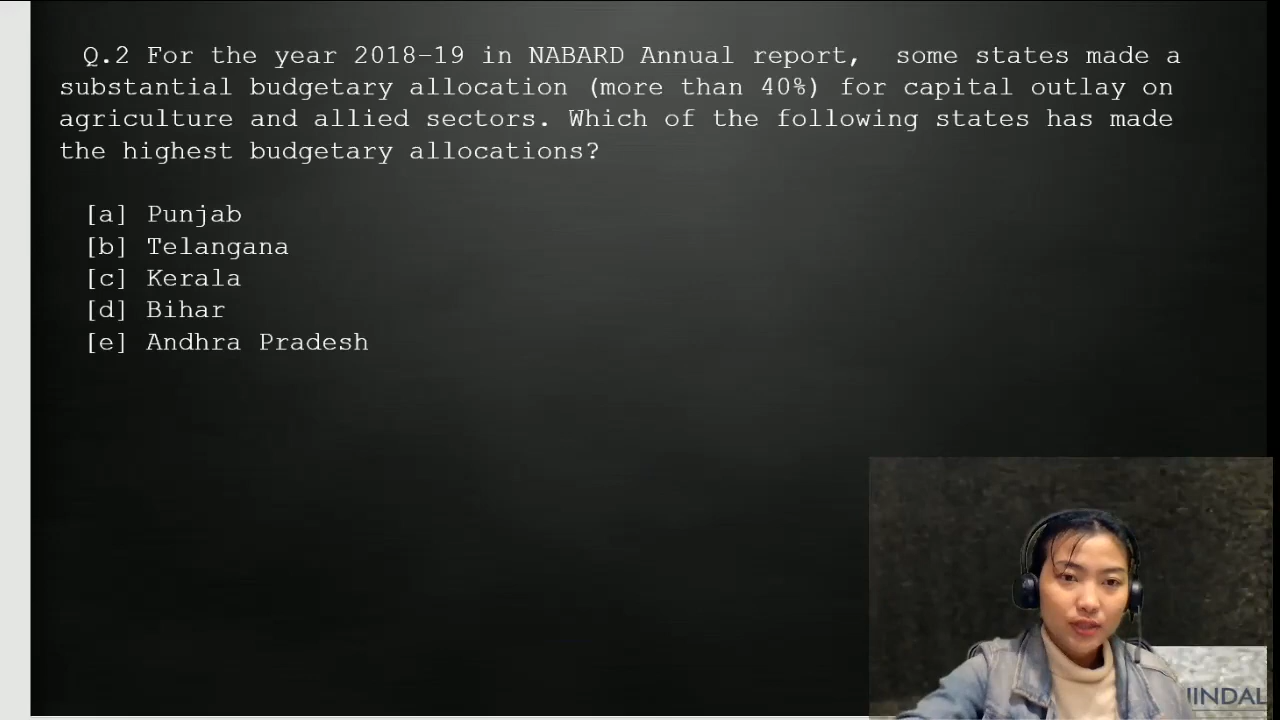 Q.2 For the year 2018-19 in NABARD Annual report, some states made a
substantial budgetary allocation (more than 40%) for capital outlay on
agriculture and allied sectors. Which of the following states has made
the highest budgetary allocations?
[a] Punjab
[b] Telangana
[c] Kerala
[d] Bihar
[e] Andhra Pradesh
JINDAL